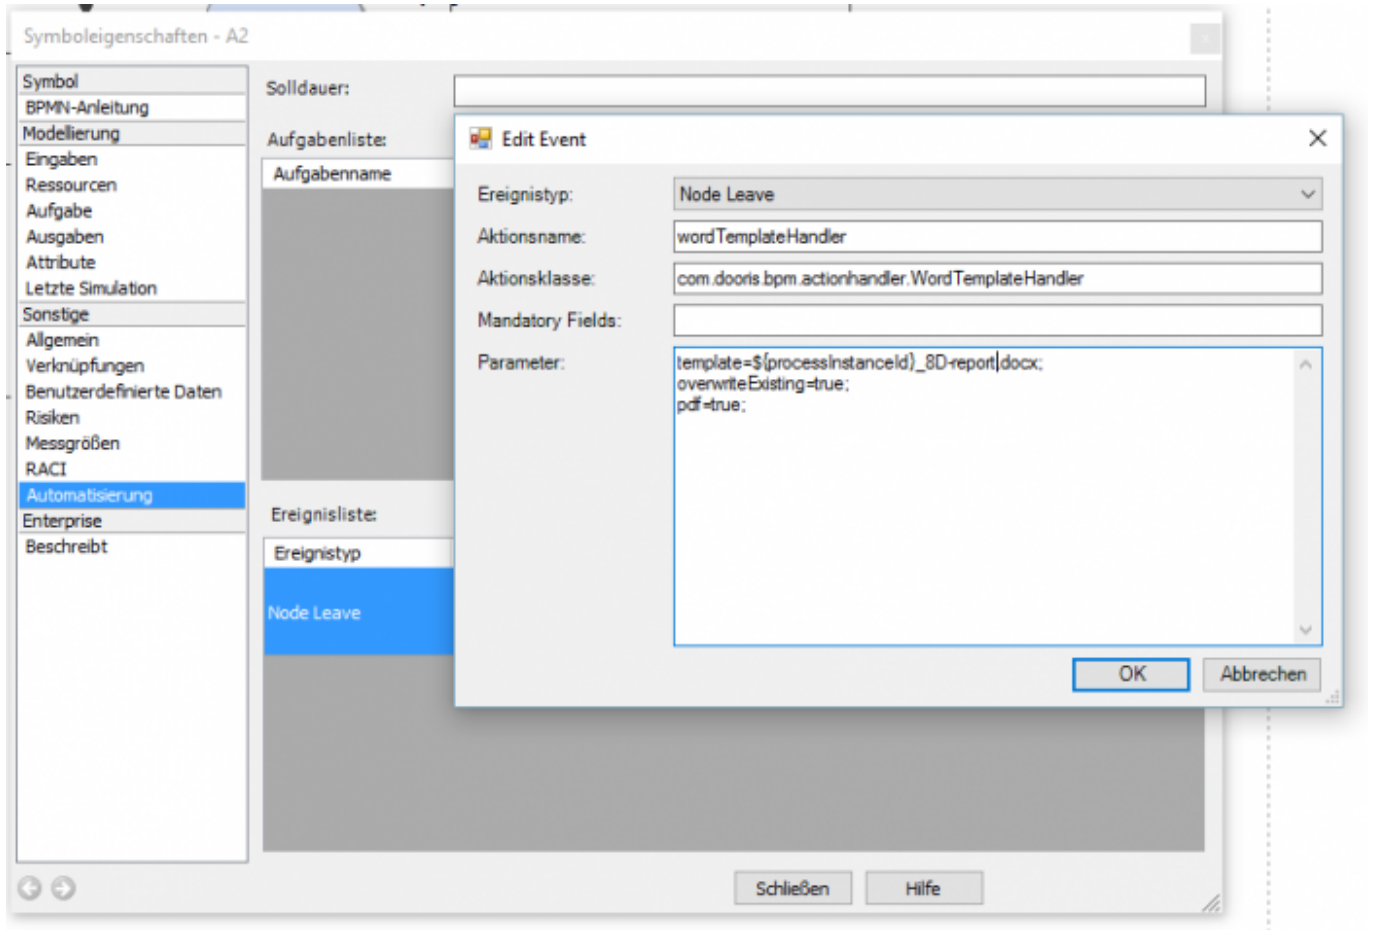 Symboleigenschaften - A2
Symbol
BPMN-Anleitung
Modellierung
Eingaben
Ressourcen
Aufgabe
Ausgaben
Attribute
Letzte Simulation
Sonstige
Allgemein
Verknüpfungen
Benutzerdefinierte Daten
Risiken
Messgrößen
RACI
Automatisierung
Enterprise
Beschreibt
Solldauer:
Aufgabenliste:
Aufgabenname
Ereignisliste:
Ereignistyp
Node Leave
Edit Event
Ereignistyp:
Node Leave
Aktionsname:
wordTemplateHandler
Aktionsklasse:
com.dooris.bpm.actionhandler.WordTemplateHandler
Mandatory Fields:
Parameter:
template=${processInstanceId}_8D-report.docx;
overwriteExisting=true;
pdf=true;
OK
Abbrechen
Schließen
Hilfe